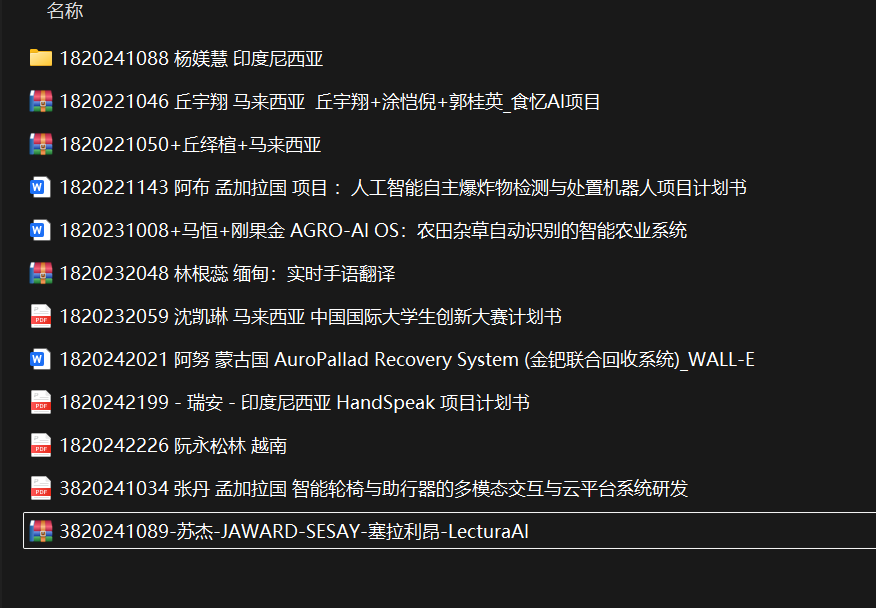 名称
1820241088 杨媄慧 印度尼西亚
1820221046 丘宇翔 马来西亚  丘宇翔+涂恺倪+郭桂英_食忆AI项目
1820221050+丘绎楦+马来西亚
1820221143 阿布 孟加拉国 项目 ：人工智能自主爆炸物检测与处置机器人项目计划书
1820231008+马恒+刚果金 AGRO-AI OS：农田杂草自动识别的智能农业系统
1820232048 林根蕊 缅甸：实时手语翻译
1820232059 沈凯琳 马来西亚 中国国际大学生创新大赛计划书
1820242021 阿努 蒙古国 AuroPallad Recovery System (金钯联合回收系统)_WALL-E
1820242199 - 瑞安 - 印度尼西亚 HandSpeak 项目计划书
1820242226 阮永松林 越南
3820241034 张丹 孟加拉国 智能轮椅与助行器的多模态交互与云平台系统研发
3820241089-苏杰-JAWARD-SESAY-塞拉利昂-LecturaAI